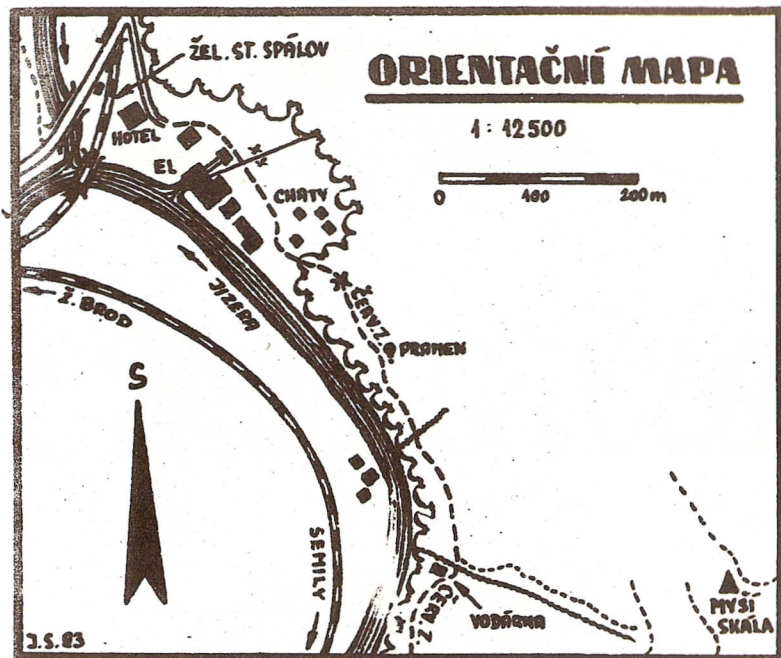 ORIENTAČNÍ MAPA
1 : 12500
0 100 200m
ŽEL. ST. SPÁLOV
HOTEL
EL
CHATY
JIZERA
ČERV. Z.
Ž. BROD
PRAMEN
S
SEMILY
ČERV. Z.
VODÁRNA
MYŠÍ
SKÁLA
J.S. 83